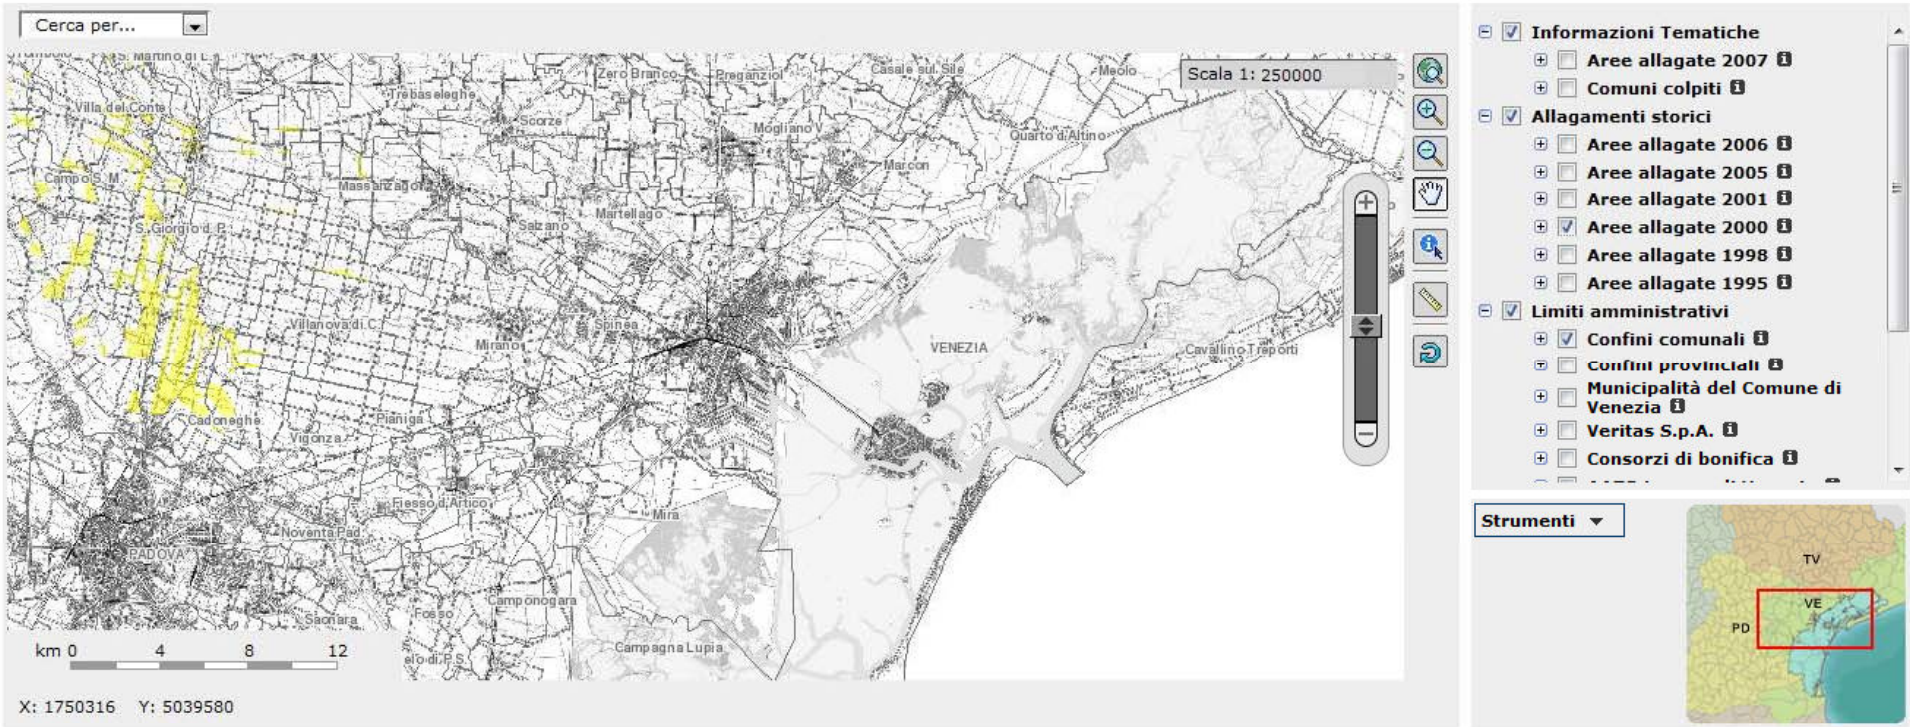 Cerca per...
S. Martino di L.
Villa del Conte
Trebaseleghe
Zero Branco
Preganziol
Casale sul Sile
Meolo
Scala 1: 250000
Scorze
Mogliano V.
Quarto d'Altino
Marcon
Campo S. M.
Massanzago
Martellago
S. Giorgio d. P.
Salzano
Villanova di C.
Spinea
Mirano
VENEZIA
Cavallino-Treporti
Cadoneghe
Pianiga
Vigonza
Fiesso d'Artico
Mira
Noventa Pad.
PADOVA
Camponogara
Fosso
Saonara
Campagna Lupia
km 0 4 8 12
X: 1750316 Y: 5039580
Informazioni Tematiche
Aree allagate 2007
Comuni colpiti
Allagamenti storici
Aree allagate 2006
Aree allagate 2005
Aree allagate 2001
Aree allagate 2000
Aree allagate 1998
Aree allagate 1995
Limiti amministrativi
Confini comunali
Confini provinciali
Municipalità del Comune di
Venezia
Veritas S.p.A.
Consorzi di bonifica
Strumenti
TV
VE
PD